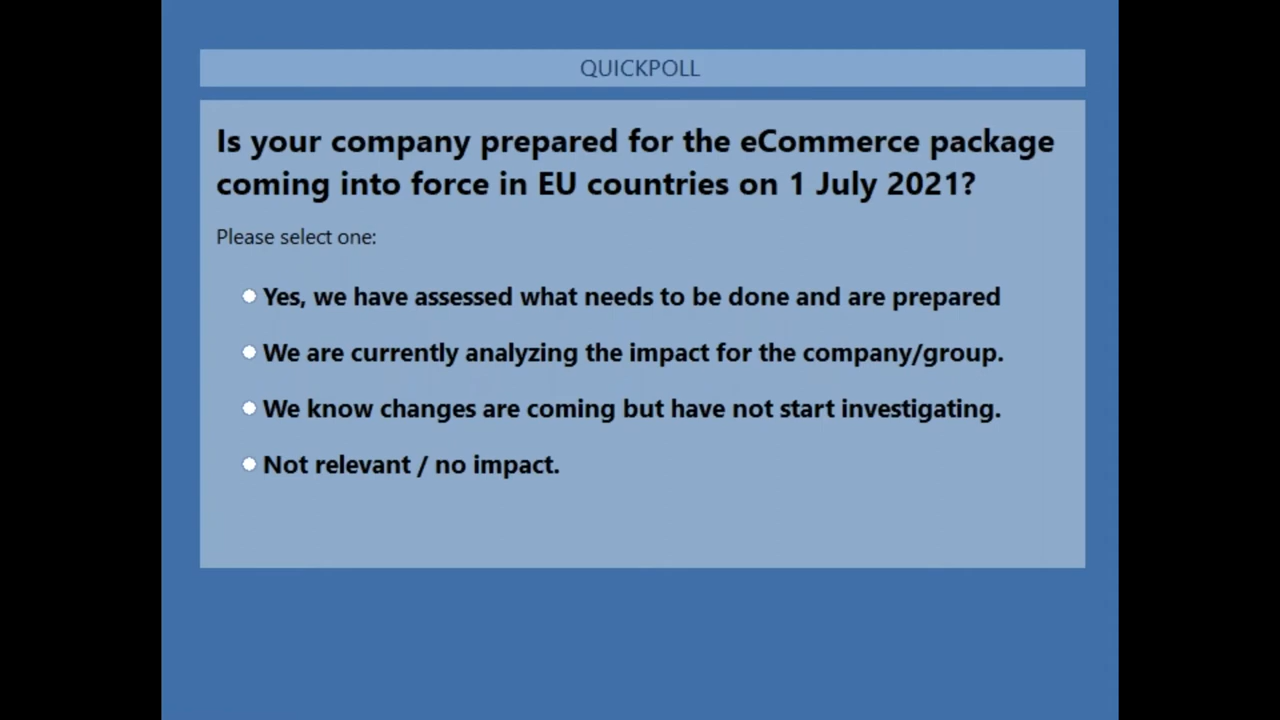 QUICKPOLL
Is your company prepared for the eCommerce package
coming into force in EU countries on 1 July 2021?
Please select one:
Yes, we have assessed what needs to be done and are prepared
We are currently analyzing the impact for the company/group.
We know changes are coming but have not start investigating.
Not relevant / no impact.